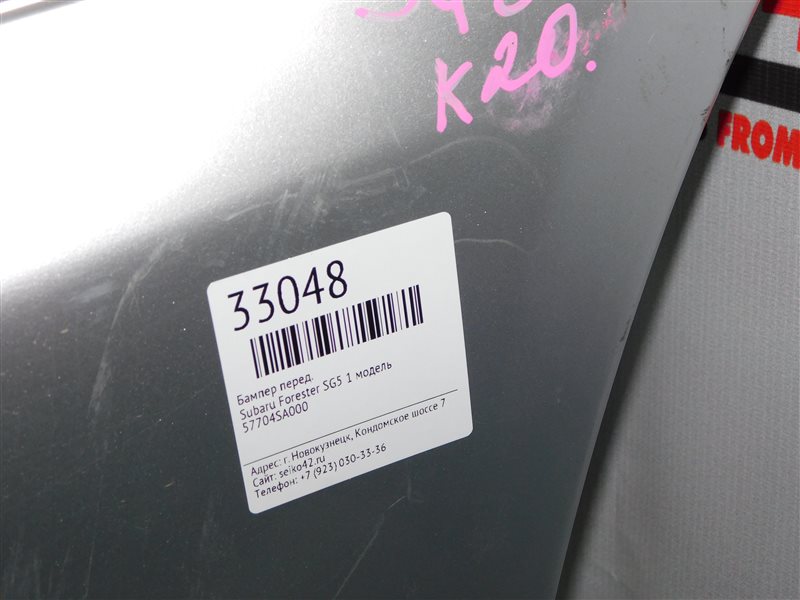 K20.
FROM
33048
Бампер перед.
Subaru Forester SG5 1 модель
57704SA000
Адрес: г. Новокузнецк, Кондомское шоссе 7
Сайт: seiko42.ru
Телефон: +7 (923) 030-33-36